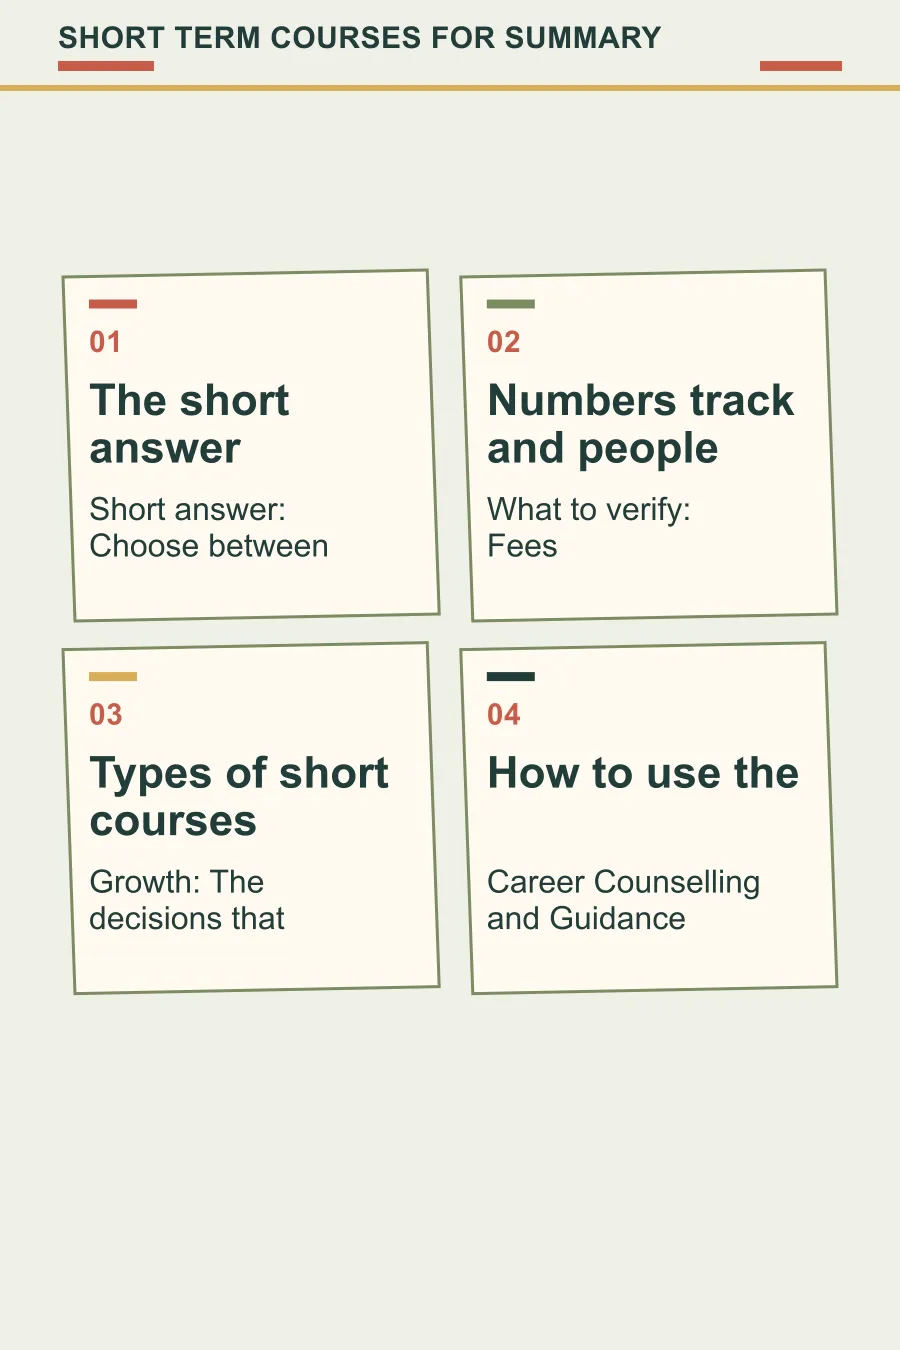 SHORT TERM COURSES FOR SUMMARY
01
The short
answer
Short answer:
Choose between
02
Numbers track
and people
What to verify:
Fees
03
Types of short
courses
Growth: The
decisions that
04
How to use the
Career Counselling
and Guidance